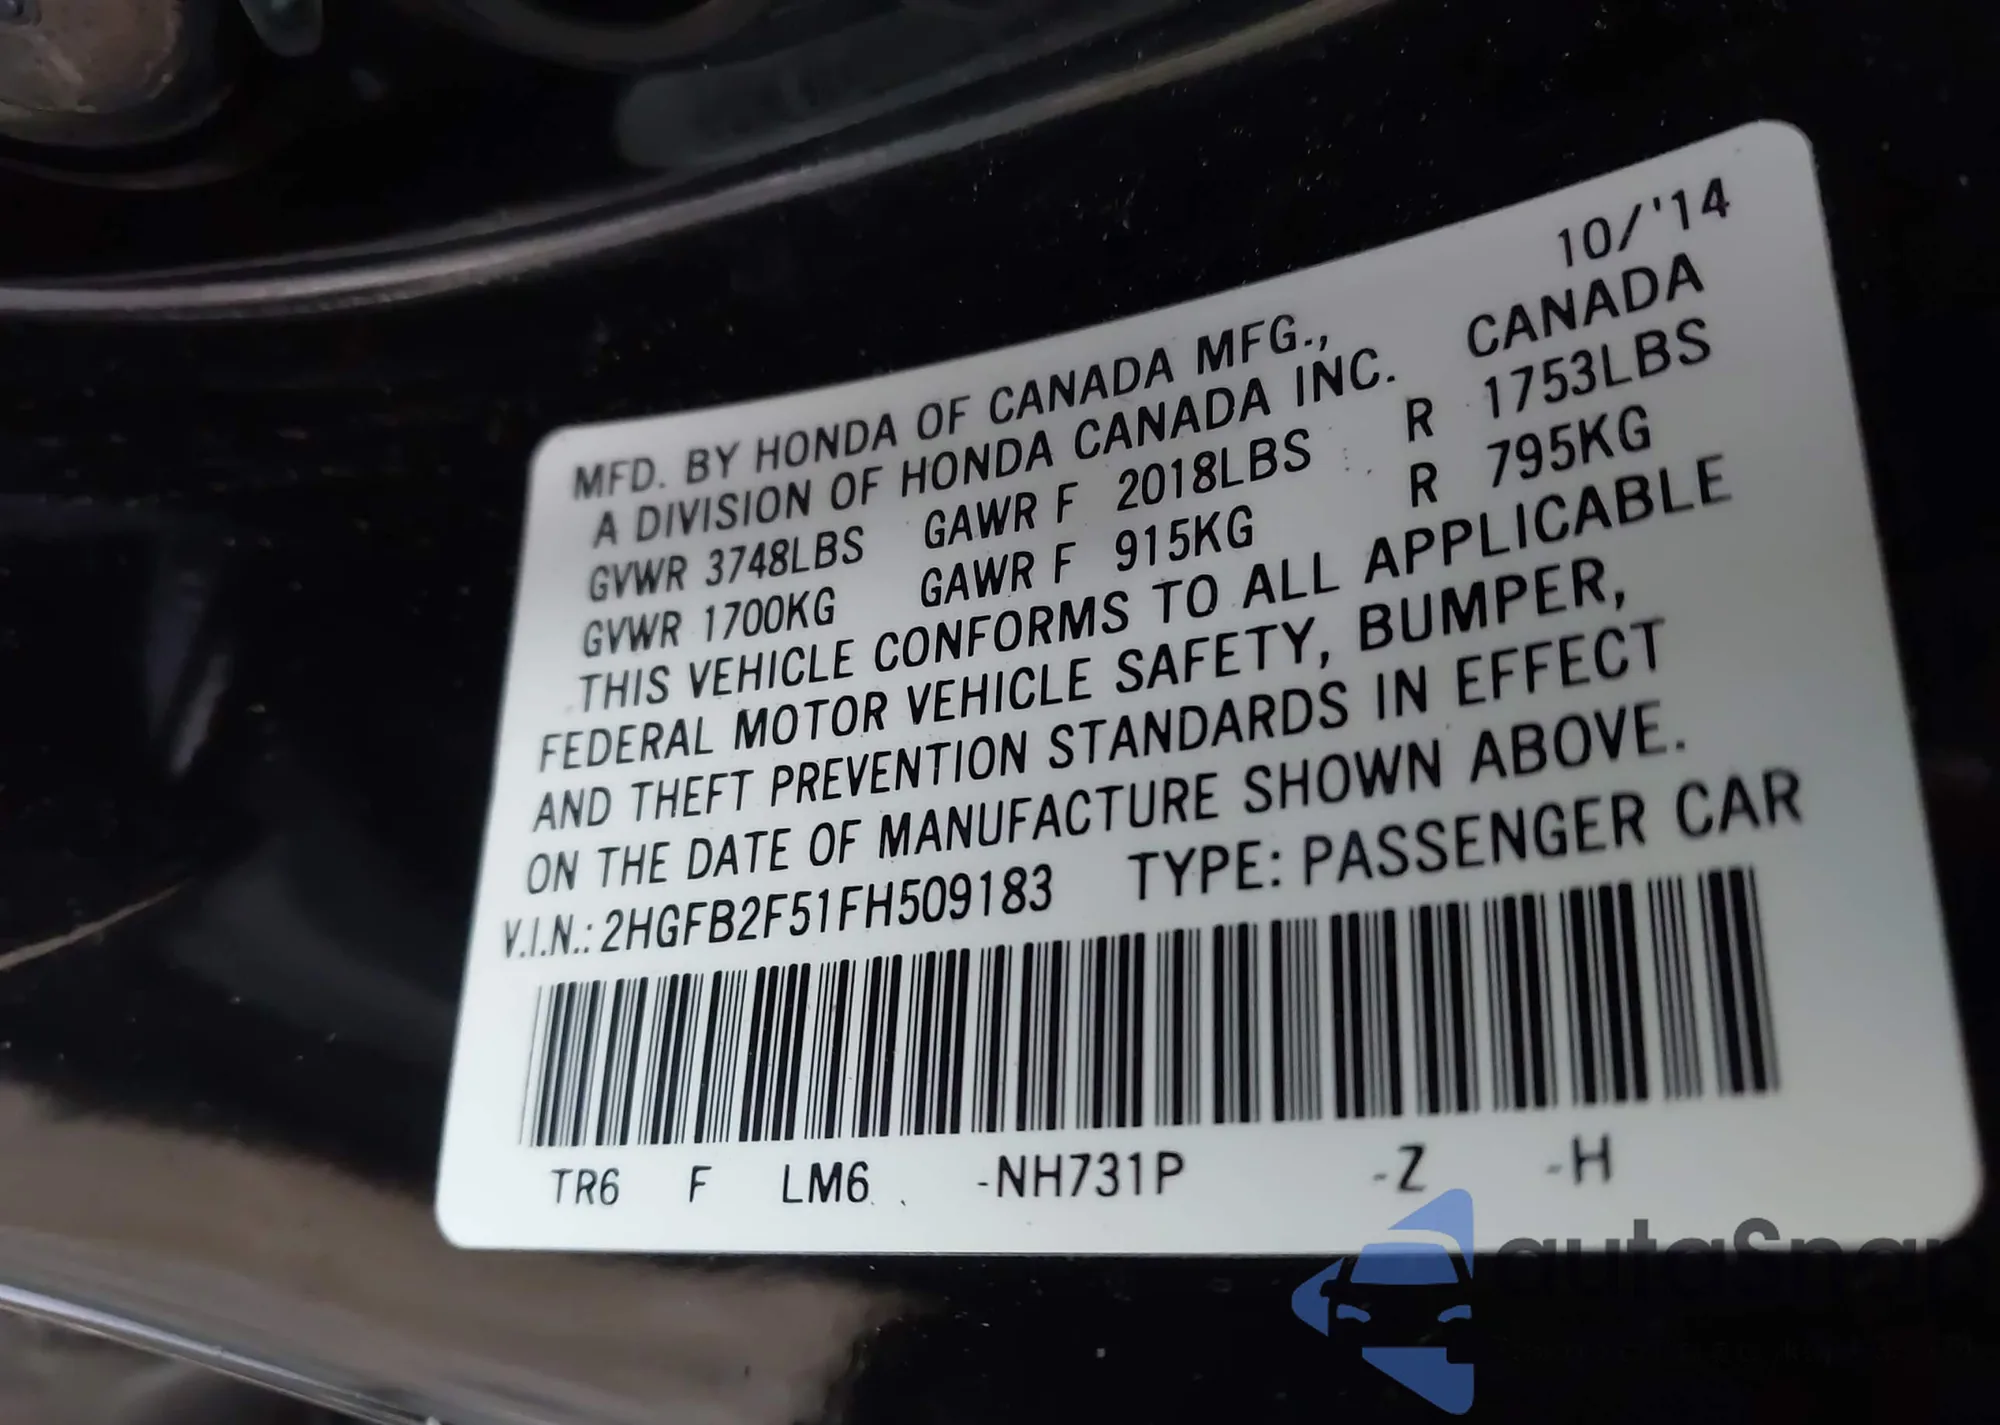 10/'14
MFD. BY HONDA OF CANADA MFG., CANADA
A DIVISION OF HONDA CANADA INC.
GVWR 3748LBS GAWR F 2018LBS R 1753LBS
GVWR 1700KG GAWR F 915KG R 795KG
THIS VEHICLE CONFORMS TO ALL APPLICABLE
FEDERAL MOTOR VEHICLE SAFETY, BUMPER,
AND THEFT PREVENTION STANDARDS IN EFFECT
ON THE DATE OF MANUFACTURE SHOWN ABOVE.
V.I.N.: 2HGFB2F51FH509183 TYPE: PASSENGER CAR
TR6 F LM6 -NH731P -Z -H